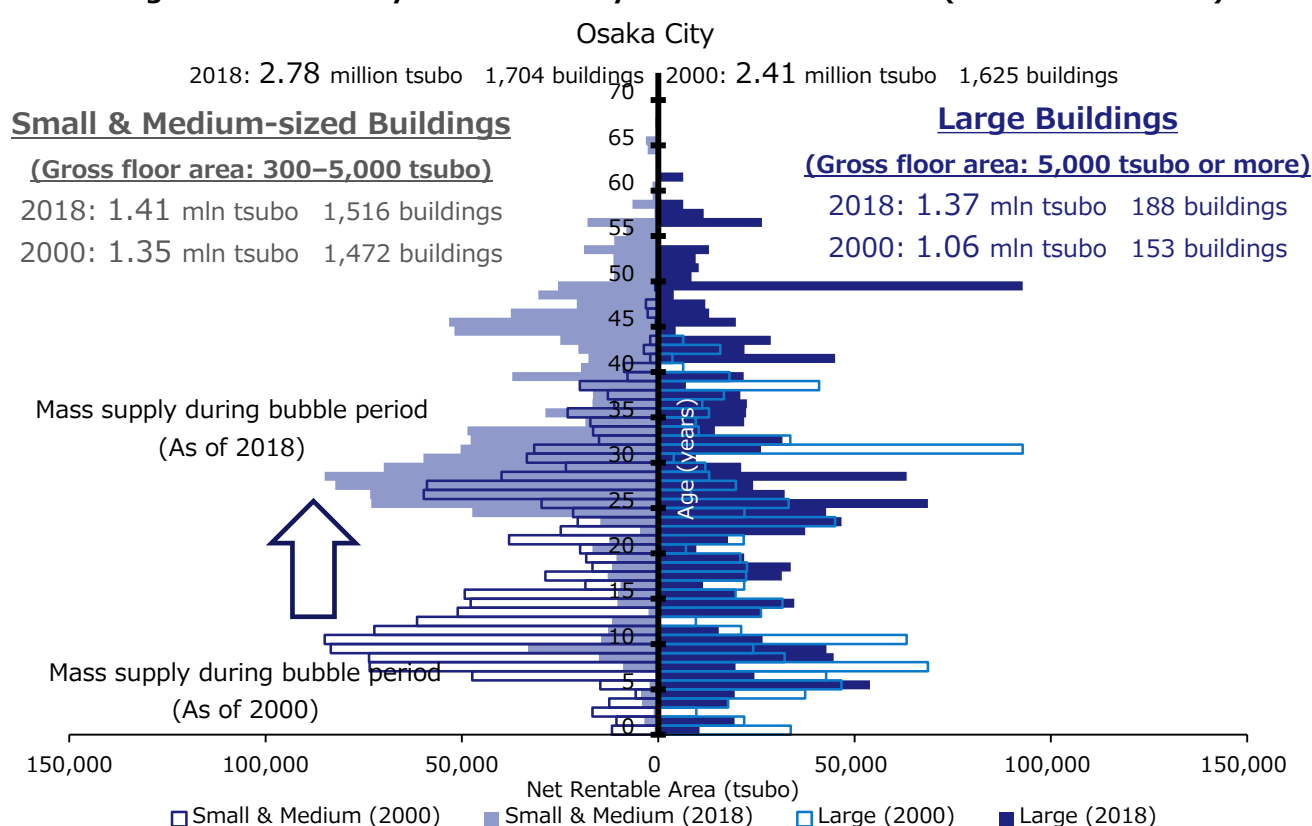 Osaka City
2018: 2.78 million tsubo 1,704 buildings 2000: 2.41 million tsubo 1,625 buildings
Small & Medium-sized Buildings
(Gross floor area: 300–5,000 tsubo)
2018: 1.41 mln tsubo 1,516 buildings
2000: 1.35 mln tsubo 1,472 buildings
Large Buildings
(Gross floor area: 5,000 tsubo or more)
2018: 1.37 mln tsubo 188 buildings
2000: 1.06 mln tsubo 153 buildings
70
65
60
55
50
45
40
35
30
25
20
15
10
5
0
Age (years)
Mass supply during bubble period
(As of 2018)
Mass supply during bubble period
(As of 2000)
150,000 100,000 50,000 0 50,000 100,000 150,000
Net Rentable Area (tsubo)
Small & Medium (2000) Small & Medium (2018) Large (2000) Large (2018)